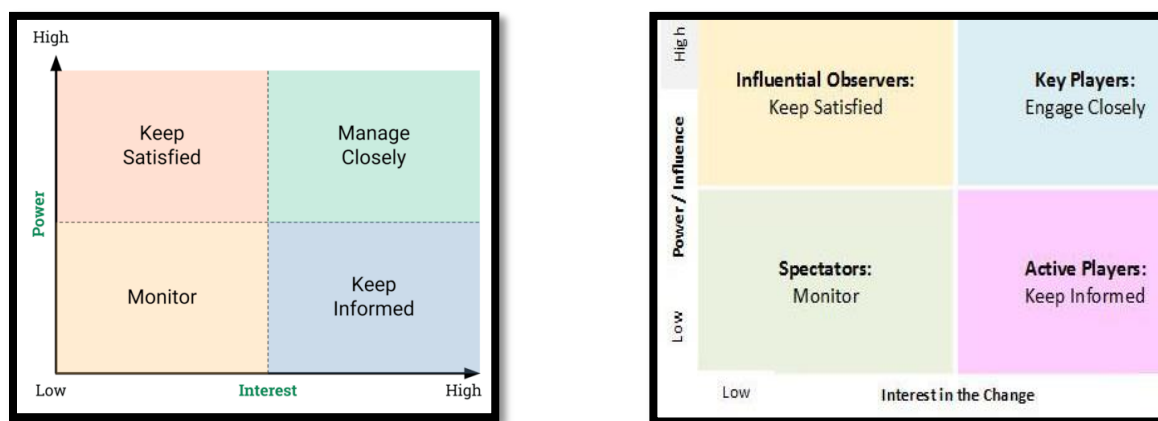 High
Keep
Satisfied
Manage
Closely
Power
Monitor
Keep
Informed
Low
Interest
High
High
Influential Observers:
Keep Satisfied
Key Players:
Engage Closely
Power / Influence
Spectators:
Monitor
Active Players:
Keep Informed
Low
Low
Interest in the Change